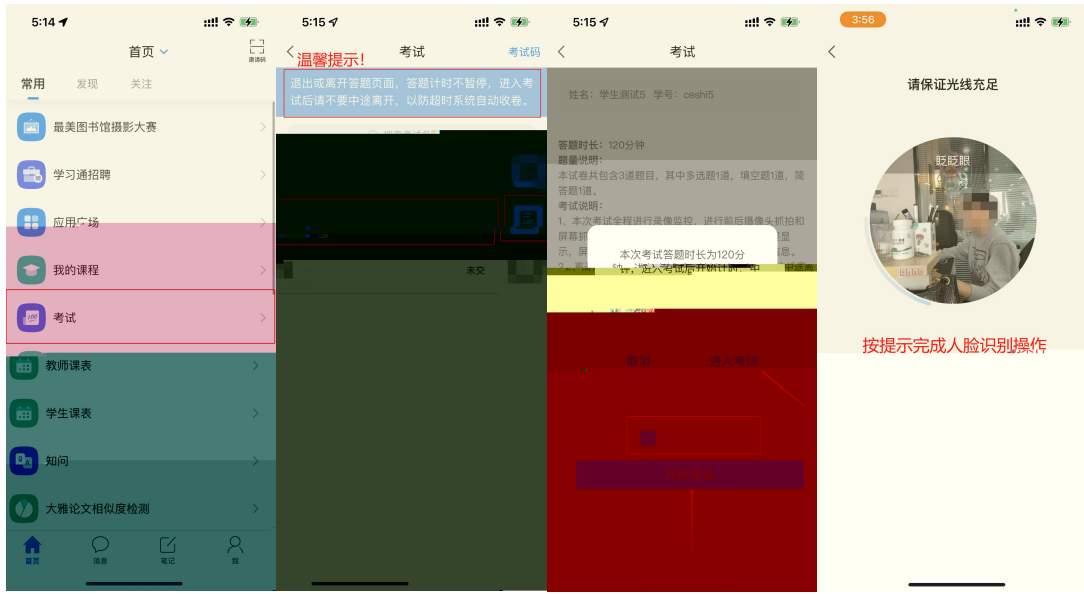 5:14
首页
邀请码
常用
发现
关注
最美图书馆摄影大赛
学习通招聘
应用广场
我的课程
考试
教师课表
学生课表
知问
大雅论文相似度检测
首页
消息
笔记
我
5:15
考试
考试码
温馨提示!
退出或离开答题页面,答题计时不暂停,进入考
试后请不要中途离开,以防超时系统自动收卷。
未交
5:15
考试
姓名:学生测试5 学号:ceshi5
答题时长:120分钟
题量说明:
本试卷共包含3道题目,其中多选题1道,填空题1道,简
答题1道。
考试说明:
1、本次考试全程进行录像监控,进行前后摄像头抓拍和
屏幕抓
示,屏
本次考试答题时长为120分
钟,进入考试后开始计时,中
取消
进入考试
3:56
请保证光线充足
眨眨眼
按提示完成人脸识别操作